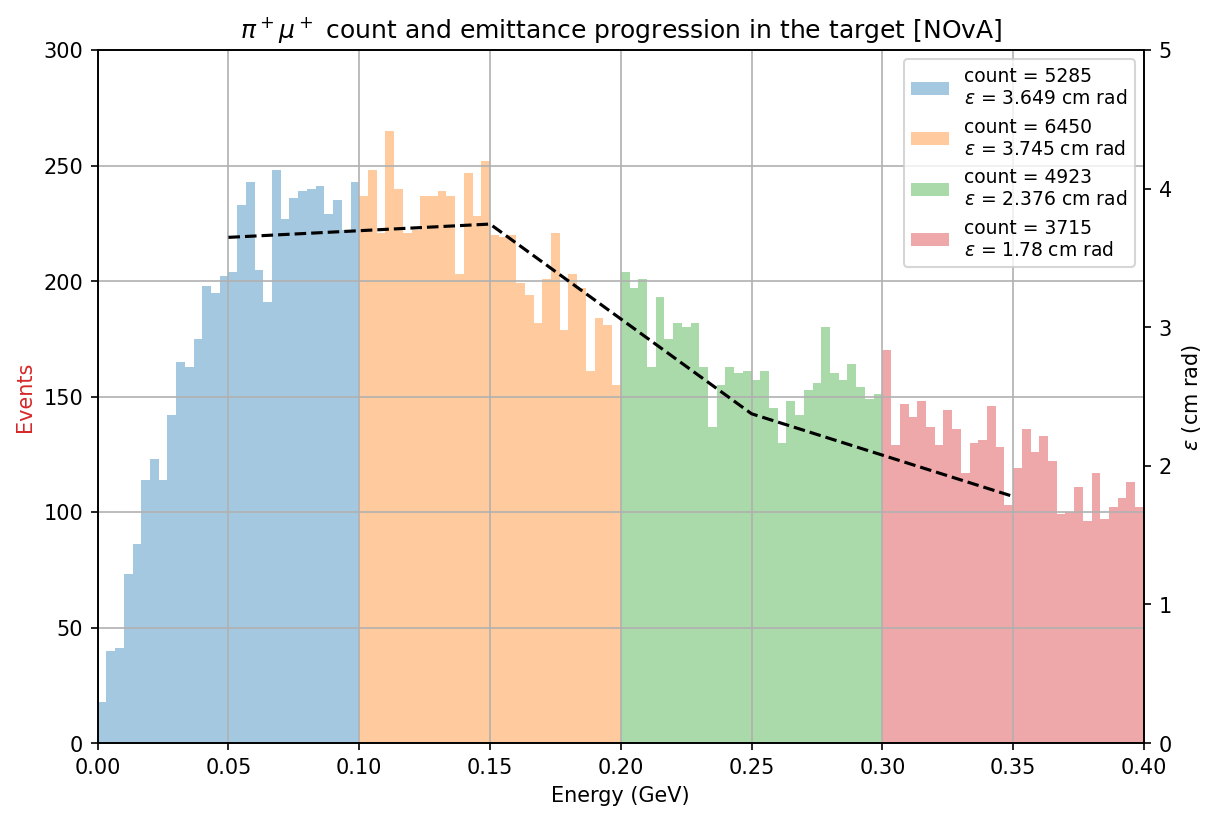 π⁺μ⁺ count and emittance progression in the target [NOvA]
300
250
200
150
100
50
0
Events
5
4
3
2
1
0
ε (cm rad)
count = 5285
ε = 3.649 cm rad
count = 6450
ε = 3.745 cm rad
count = 4923
ε = 2.376 cm rad
count = 3715
ε = 1.78 cm rad
0.00 0.05 0.10 0.15 0.20 0.25 0.30 0.35 0.40
Energy (GeV)